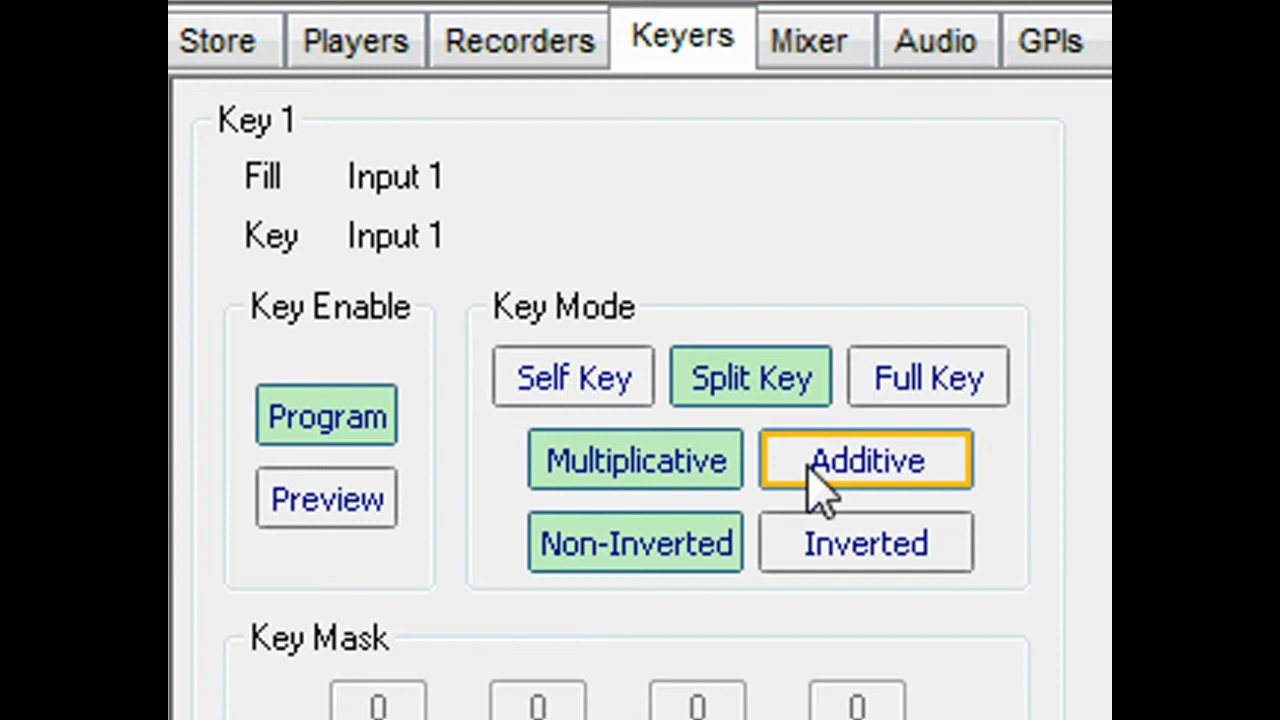 Store Players Recorders Keyers Mixer Audio GPIs
Key 1
Fill Input 1
Key Input 1
Key Enable Key Mode
Self Key Split Key Full Key
Program
Multiplicative Additive
Preview
Non-Inverted Inverted
Key Mask
0 0 0 0